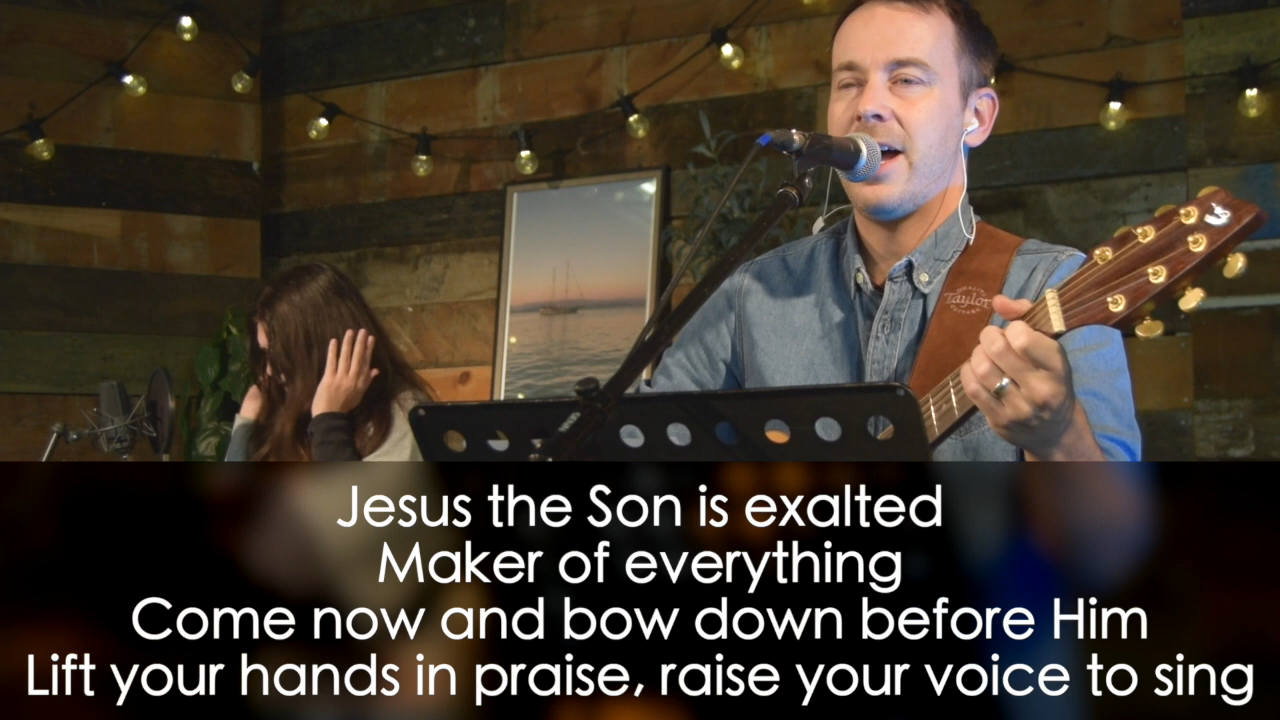 Taylor
Jesus the Son is exalted
Maker of everything
Come now and bow down before Him
Lift your hands in praise, raise your voice to sing